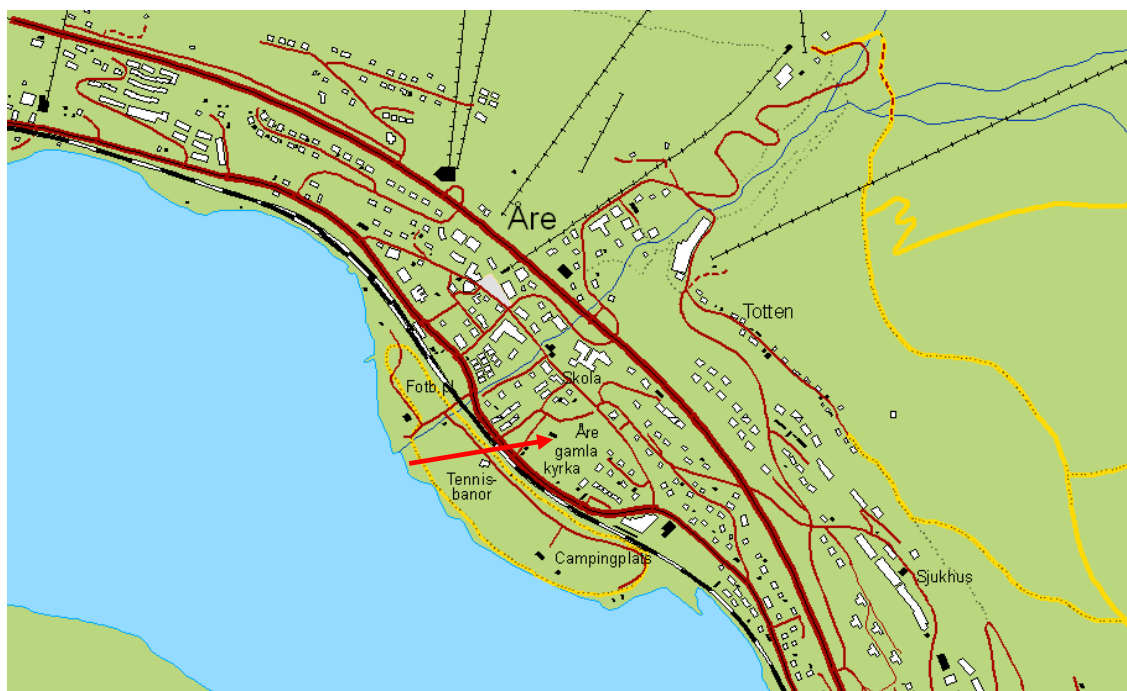 Åre
Totten
Fotb.pl
Skola
Åre
gamla
kyrka
Tennis-
banor
Campingplats
Sjukhus